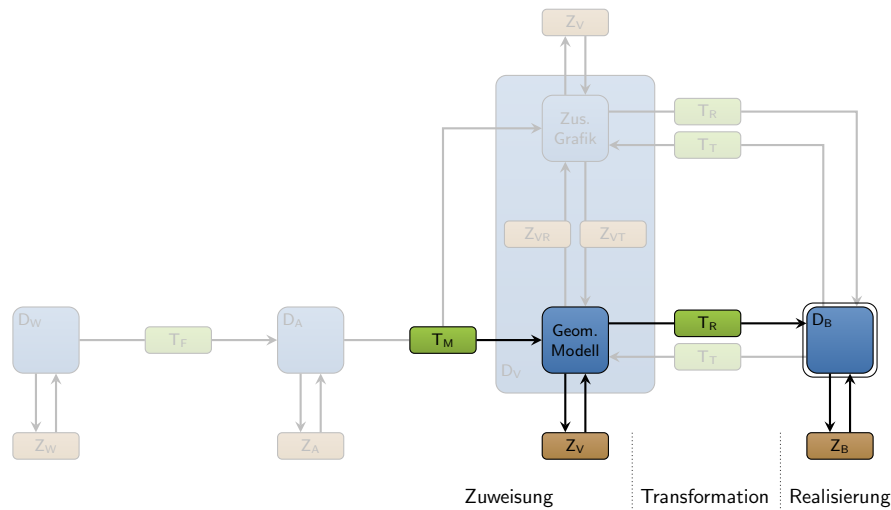 Z_V
Zus.
Grafik
T_R
T_T
Z_VR
Z_VT
D_W
T_F
D_A
T_M
Geom.
Modell
T_R
D_B
T_T
D_V
Z_W
Z_A
Z_V
Z_B
Zuweisung
Transformation
Realisierung